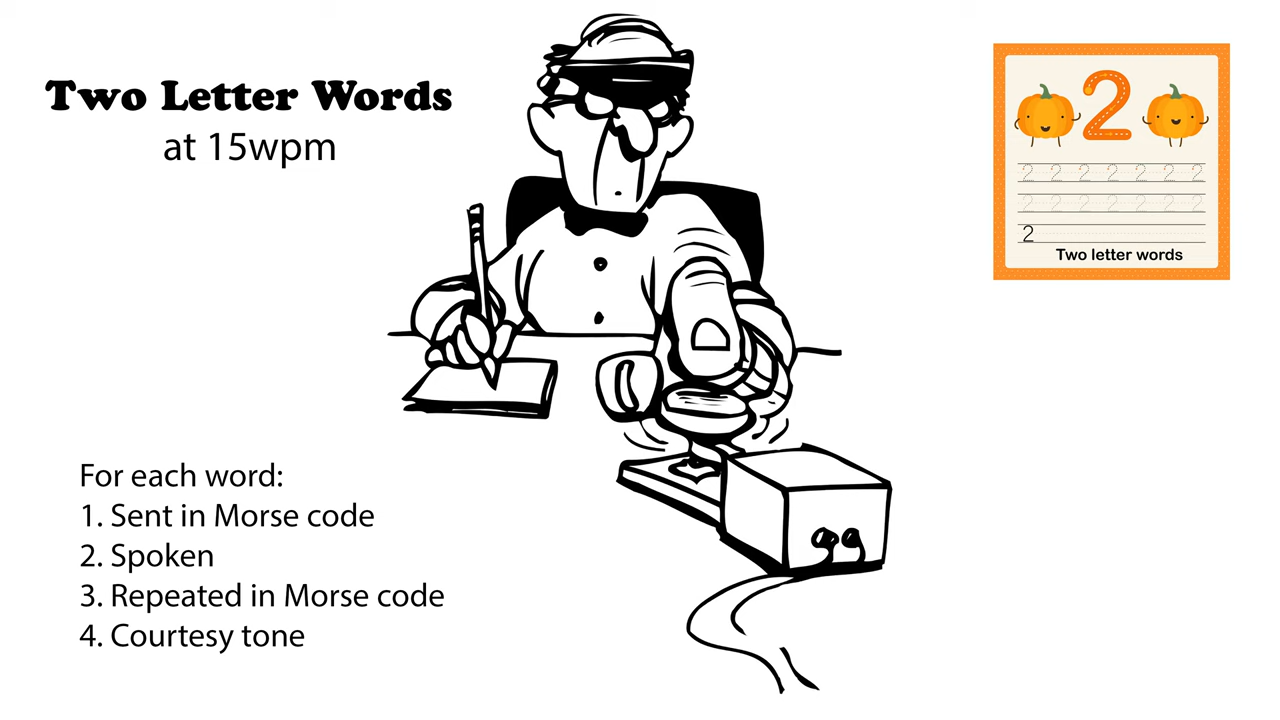 Two Letter Words
at 15wpm
2
2 2 2 2 2 2 2
2 2 2 2 2 2 2
2
Two letter words
For each word:
1. Sent in Morse code
2. Spoken
3. Repeated in Morse code
4. Courtesy tone